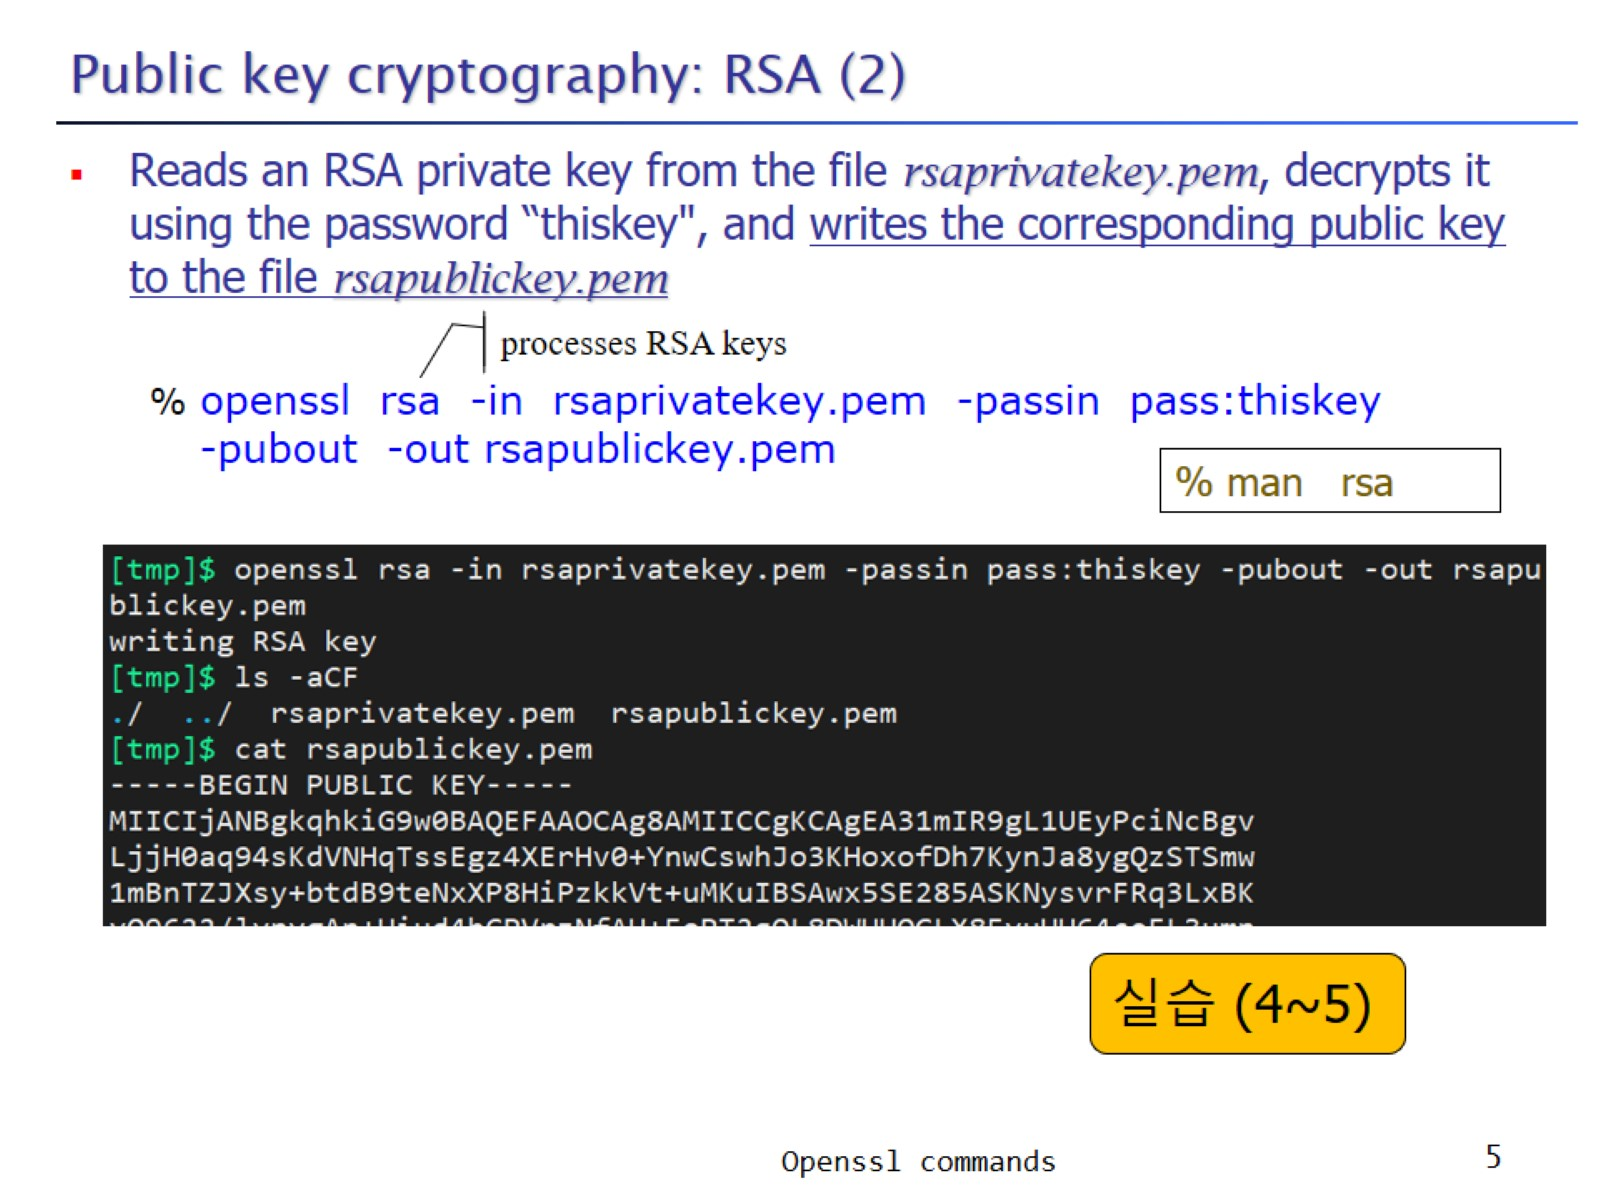 Public key cryptography: RSA (2)
Reads an RSA private key from the file rsaprivatekey.pem, decrypts it
using the password “thiskey", and writes the corresponding public key
to the file rsapublickey.pem
processes RSA keys
% openssl rsa -in rsaprivatekey.pem -passin pass:thiskey
-pubout -out rsapublickey.pem
% man rsa
[tmp]$ openssl rsa -in rsaprivatekey.pem -passin pass:thiskey -pubout -out rsapu
blickey.pem
writing RSA key
[tmp]$ ls -aCF
./ ../ rsaprivatekey.pem rsapublickey.pem
[tmp]$ cat rsapublickey.pem
-----BEGIN PUBLIC KEY-----
MIICIjANBgkqhkiG9w0BAQEFAAOCAg8AMIICCgKCAgEA31mIR9gL1UEyPciNcBgv
LjjH0aq94sKdVNHqTssEgz4XErHv0+YnwCswhJo3KHoxofDh7KynJa8ygQzSTSmw
1mBnTZJXsy+btdB9teNxXP8HiPzkkVt+uMKuIBSAwx5SE285ASKNysvrFRq3LxBK
실습 (4~5)
Openssl commands
5